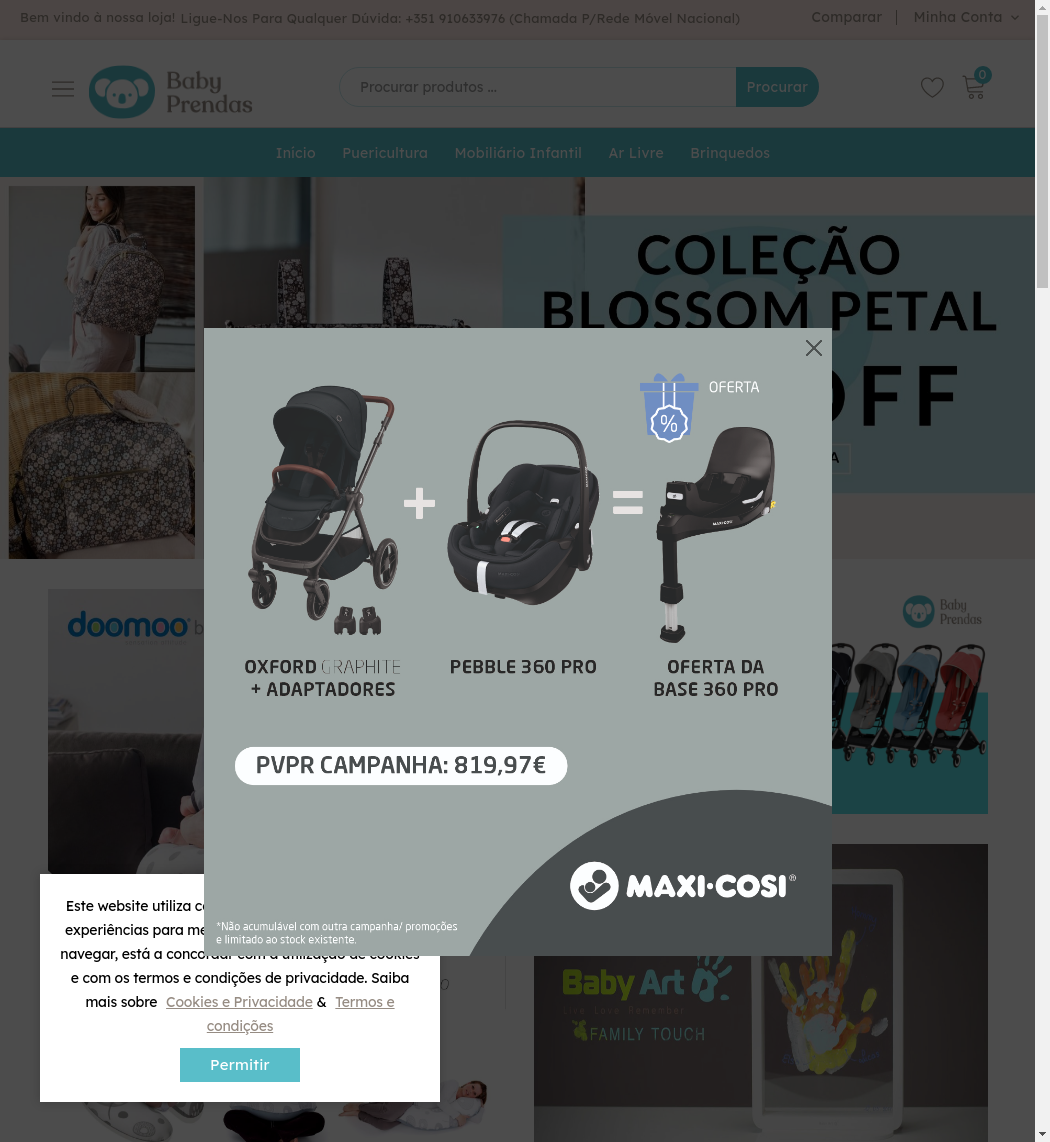 Bem vindo à nossa loja! Ligue-Nos Para Qualquer Dúvida: +351 910633976 (Chamada P/Rede Móvel Nacional)
Comparar | Minha Conta
Baby
Prendas
Procurar produtos ...
Procurar
0
Inicio
Puericultura
Mobiliário Infantil
Ar Livre
Brinquedos
COLEÇÃO
BLOSSOM PETAL
OFF
A
OFERTA
%
MAXI-COSI
OXFORD GRAPHITE
+ ADAPTADORES
PEBBLE 360 PRO
OFERTA DA
BASE 360 PRO
PVPR CAMPANHA: 819,97€
MAXI·COSI®
*Não acumulável com outra campanha/ promoções
e limitado ao stock existente.
doomoo b
Baby
Prendas
Este website utiliza
experiências para
navegar, está a concordar com a utilização de cookies
e com os termos e condições de privacidade. Saiba
mais sobre Cookies e Privacidade & Termos e
condições
Permitir
Baby Art
Live Love Remember
FAMILY TOUCH